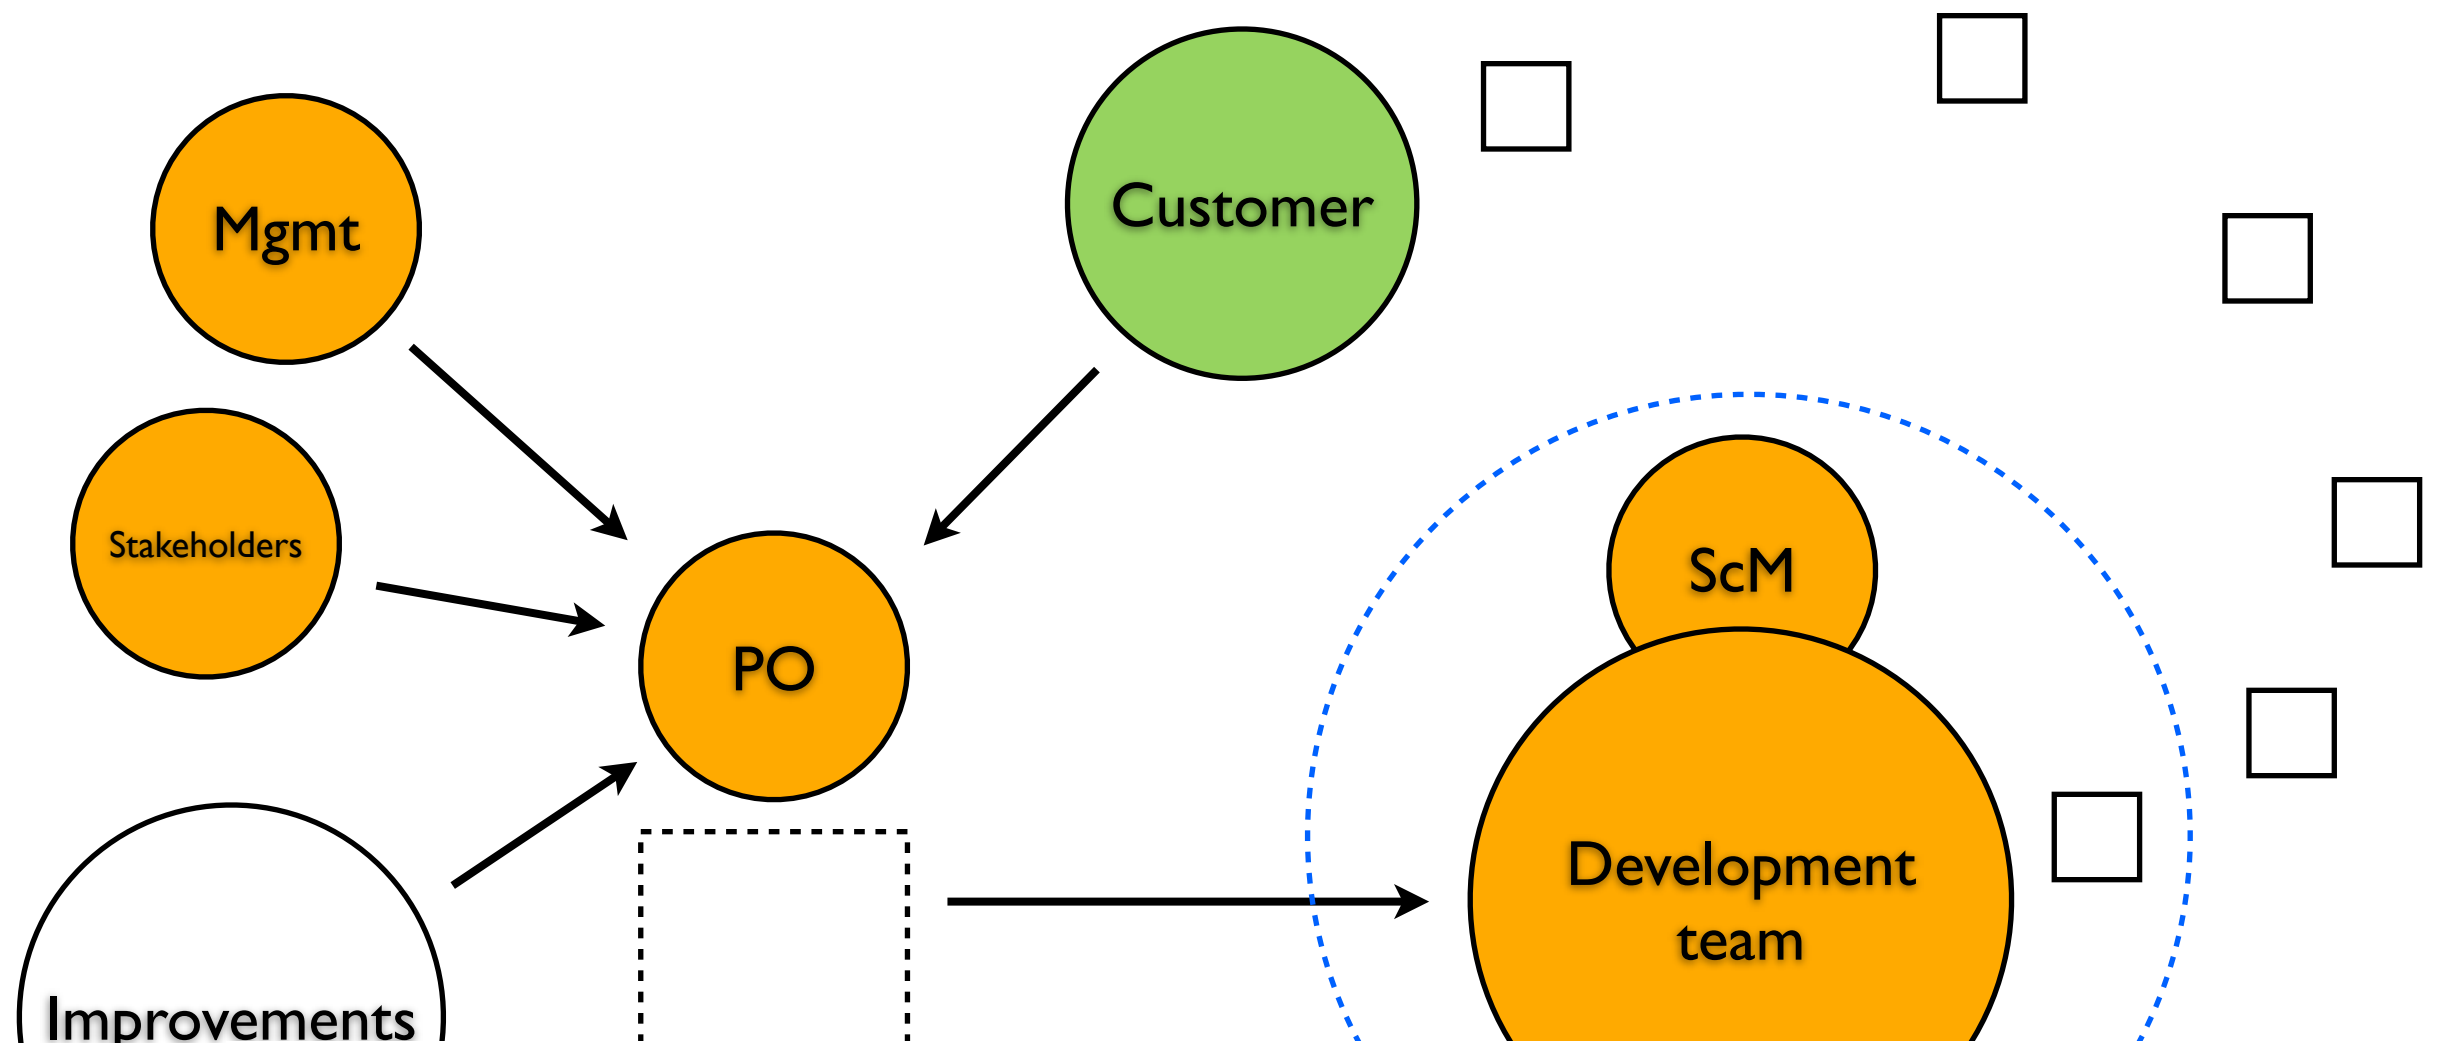 Mgmt
Customer
Stakeholders
ScM
PO
Development
team
Improvements